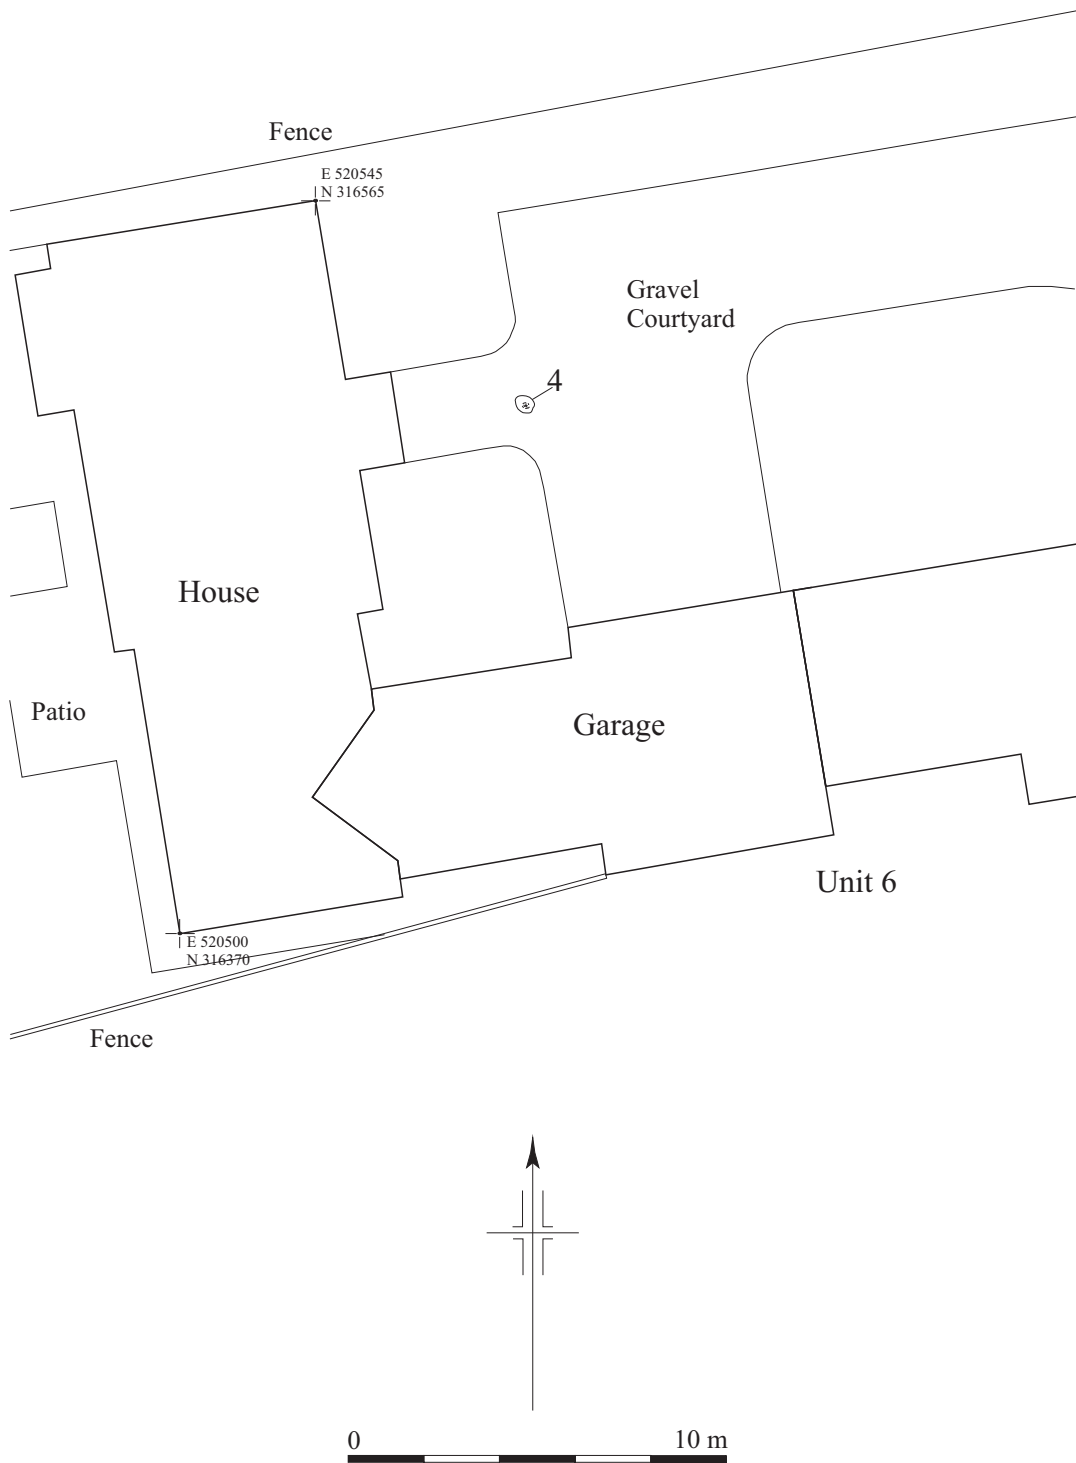 Fence
E 520545
N 316565
Gravel
Courtyard
4
House
Patio
Garage
Unit 6
E 520500
N 316370
Fence
0
10 m